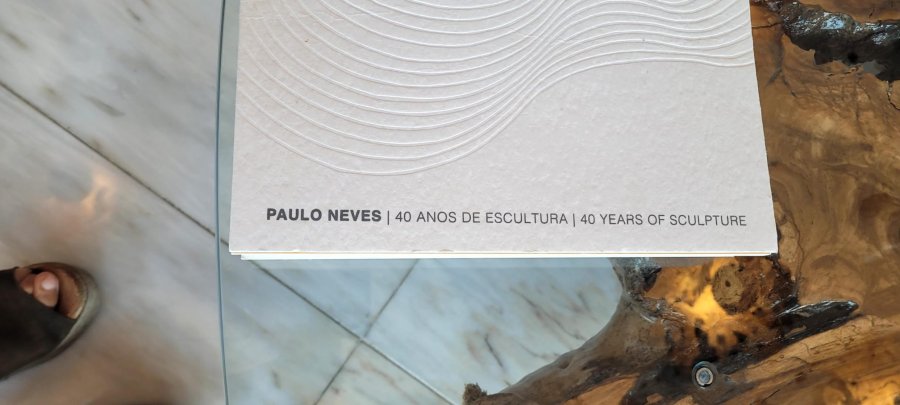 PAULO NEVES | 40 ANOS DE ESCULTURA | 40 YEARS OF SCULPTURE